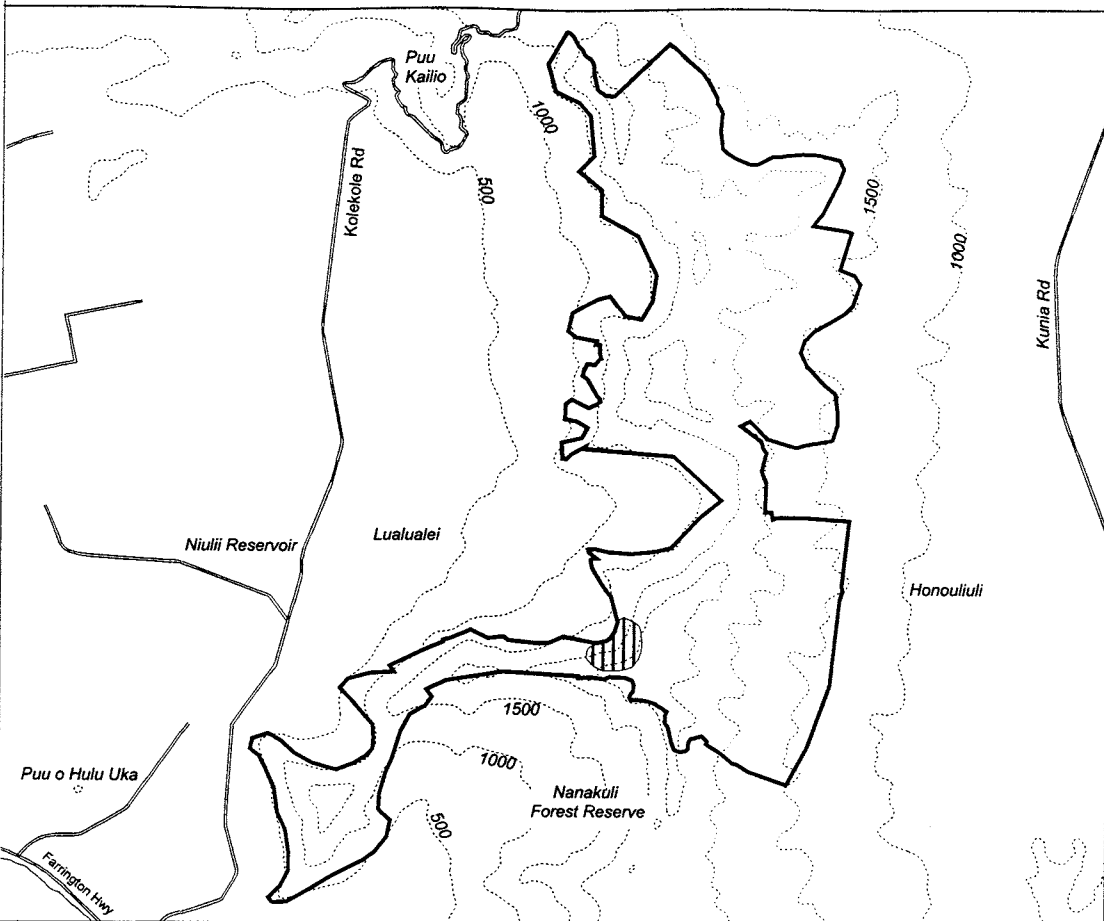 Puu
Kailio
1000
500
Kolekole Rd
1500
1000
Kunia Rd
Niulii Reservoir
Lualualei
Honouliuli
1500
1000
Puu o Hulu Uka
Nanakuli
Forest Reserve
500
Farrington Hwy